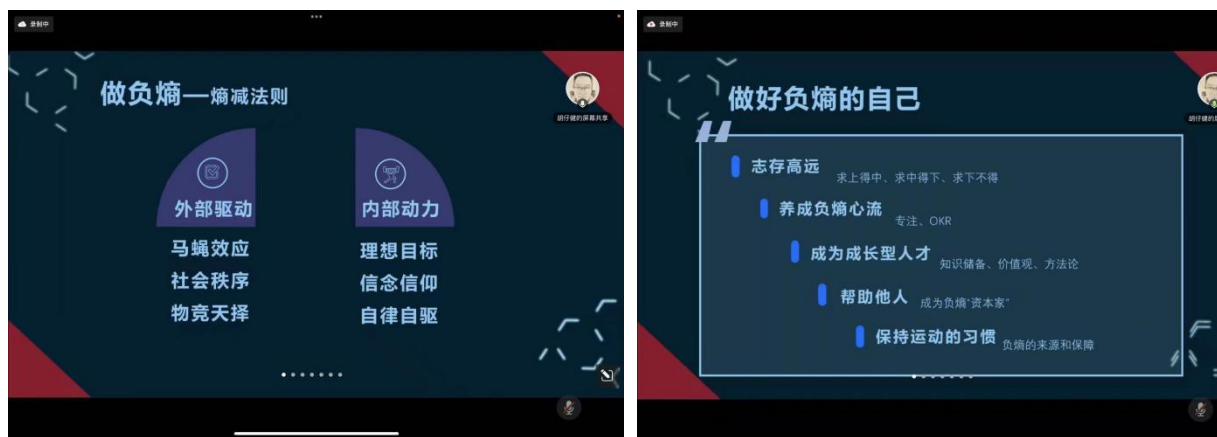 录制中
做负熵—熵减法则
胡仔健的屏幕共享
外部驱动
内部动力
马蝇效应
理想目标
社会秩序
信念信仰
物竞天择
自律自驱
录制中
做好负熵的自己
胡仔健的屏
志存高远 求上得中、求中得下、求下不得
养成负熵心流 专注、OKR
成为成长型人才 知识储备、价值观、方法论
帮助他人 成为负熵“资本家”
保持运动的习惯 负熵的来源和保障